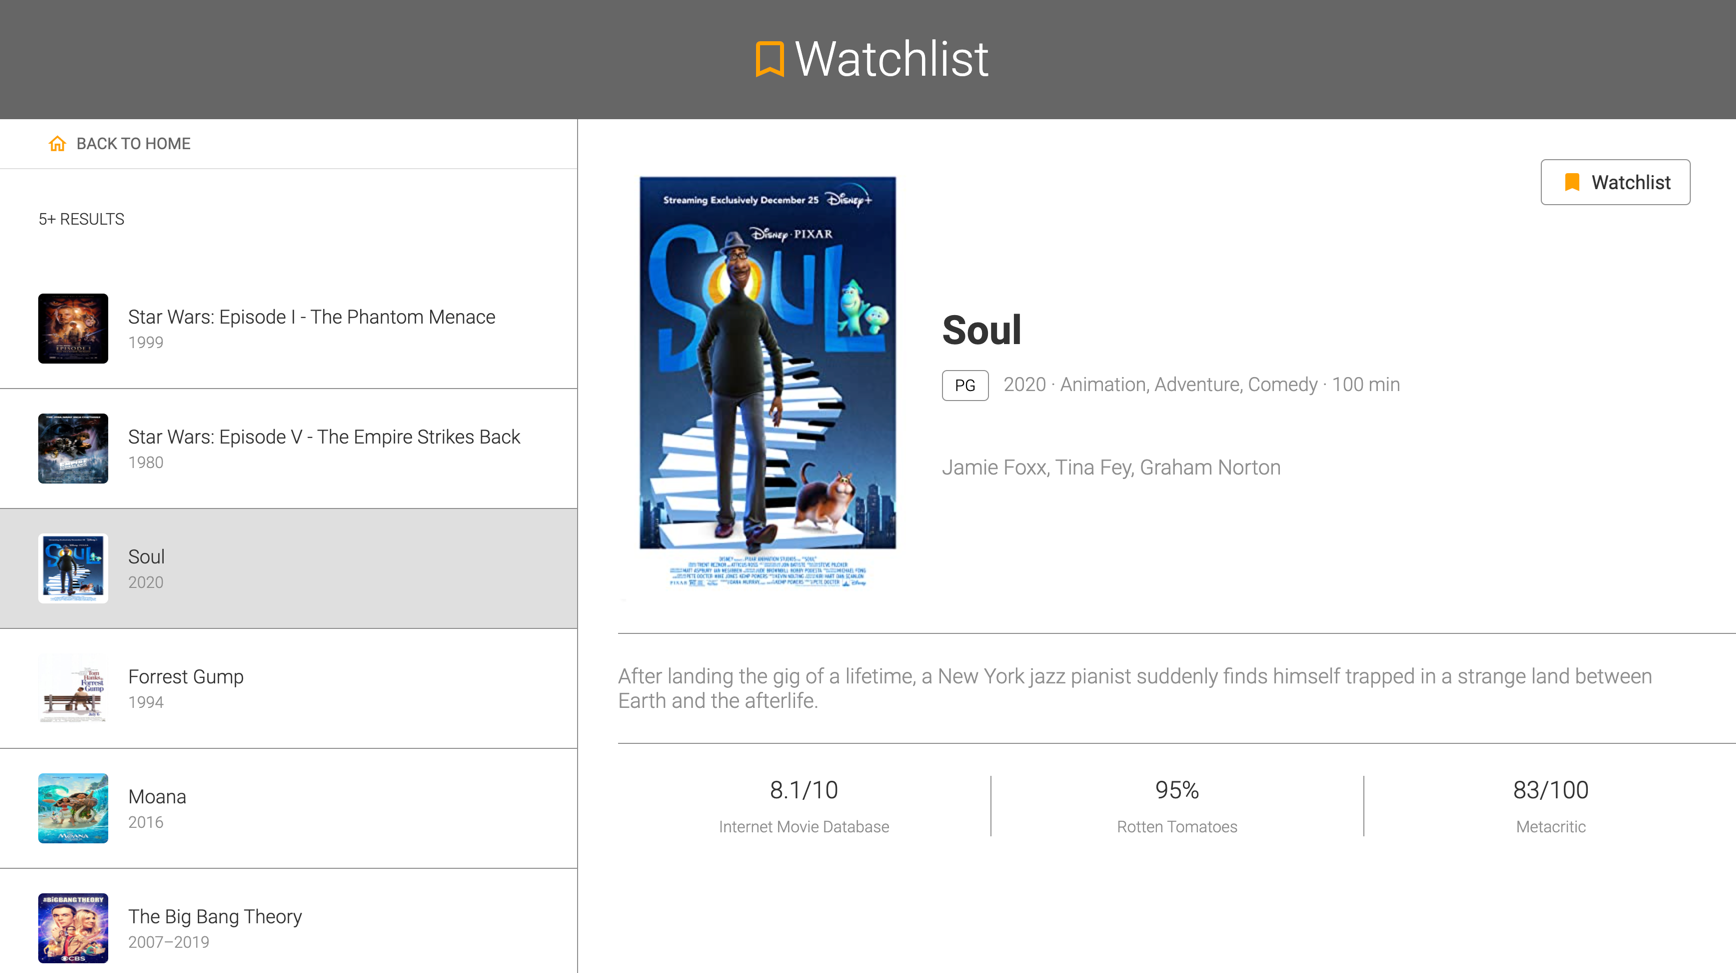 Watchlist
BACK TO HOME
5+ RESULTS
Star Wars: Episode I - The Phantom Menace
1999
Star Wars: Episode V - The Empire Strikes Back
1980
Soul
2020
Forrest Gump
1994
Moana
2016
#BIGBANGTHEORY
CBS
The Big Bang Theory
2007–2019
Watchlist
Streaming Exclusively December 25 Disney+
Disney · PIXAR
SOUL
Soul
PG 2020 · Animation, Adventure, Comedy · 100 min
Jamie Foxx, Tina Fey, Graham Norton
After landing the gig of a lifetime, a New York jazz pianist suddenly finds himself trapped in a strange land between
Earth and the afterlife.
8.1/10
Internet Movie Database
95%
Rotten Tomatoes
83/100
Metacritic